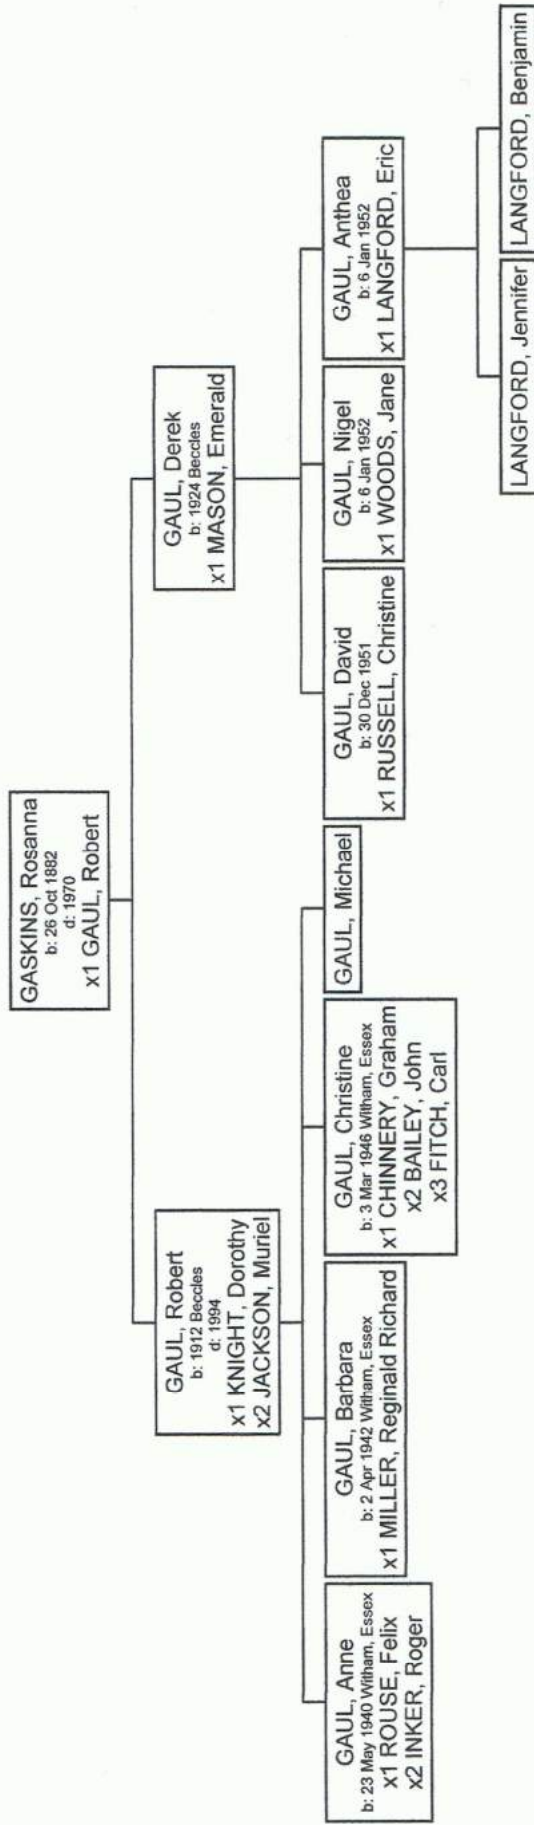 GASKINS, Rosanna
b: 26 Oct 1882
d: 1970
x1 GAUL, Robert
GAUL, Robert
b: 1912 Beccles
d: 1994
x1 KNIGHT, Dorothy
x2 JACKSON, Muriel
GAUL, Derek
b: 1924 Beccles
x1 MASON, Emerald
GAUL, Anne
b: 23 May 1940 Witham, Essex
x1 ROUSE, Felix
x2 INKER, Roger
GAUL, Barbara
b: 2 Apr 1942 Witham, Essex
x1 MILLER, Reginald Richard
GAUL, Christine
b: 3 Mar 1946 Witham, Essex
x1 CHINNERY, Graham
x2 BAILEY, John
x3 FITCH, Carl
GAUL, Michael
GAUL, David
b: 30 Dec 1951
x1 RUSSELL, Christine
GAUL, Nigel
b: 6 Jan 1952
x1 WOODS, Jane
GAUL, Anthea
b: 6 Jan 1952
x1 LANGFORD, Eric
LANGFORD, Jennifer
LANGFORD, Benjamin